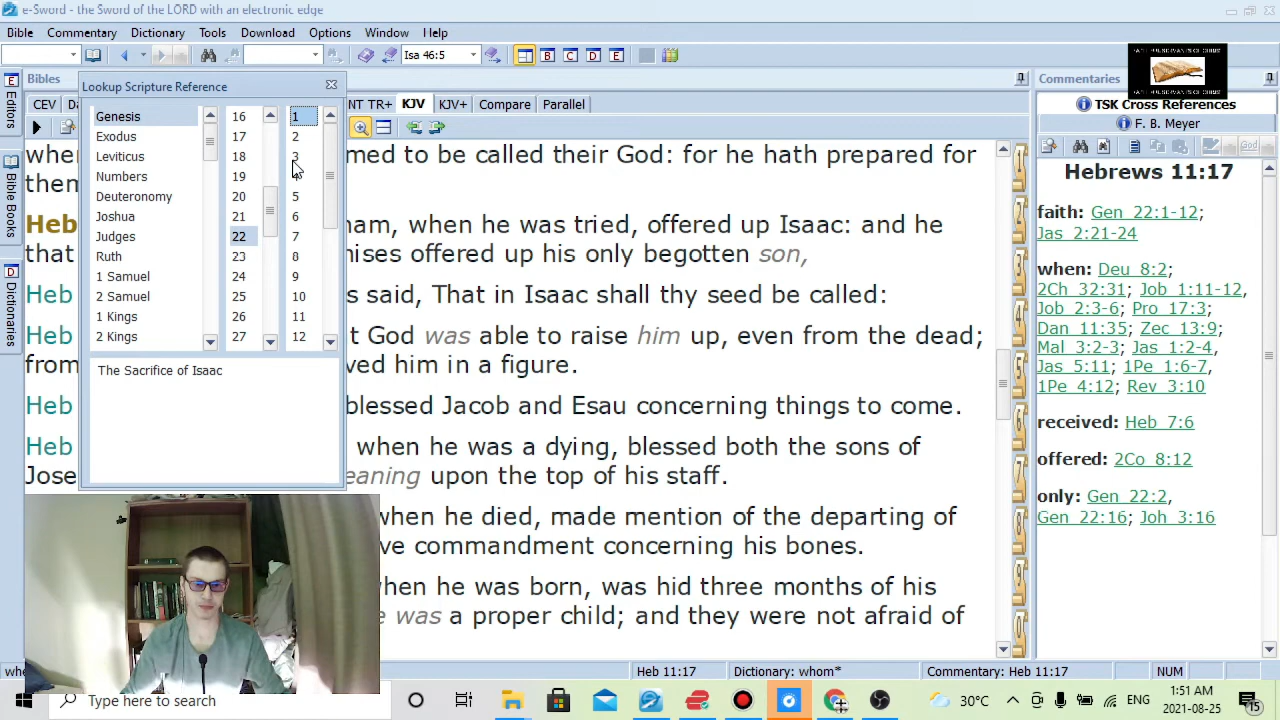 e-Sword - the Sword of the LORD with an electronic edge
Bible Commentary Dictionary Tools Download Options Window Help
Isa 46:5
B C D E
Bibles
Commentaries
Lookup Scripture Reference
Editors
Bible Books
Dictionaries
CEV
NT TR+ KJV KJV+ Compare Parallel
TSK Cross References
F. B. Meyer
Genesis
Exodus
Leviticus
Numbers
Deuteronomy
Joshua
Judges
Ruth
1 Samuel
2 Samuel
1 Kings
2 Kings
16
17
18
19
20
21
22
23
24
25
26
27
1
2
3
5
6
7
8
9
10
11
12
The Sacrifice of Isaac
med to be called their God: for he hath prepared for
them
Heb
ham, when he was tried, offered up Isaac: and he
that
mises offered up his only begotten son,
Heb
s said, That in Isaac shall thy seed be called:
Heb
t God was able to raise him up, even from the dead;
from
ved him in a figure.
Heb
blessed Jacob and Esau concerning things to come.
Heb
when he was a dying, blessed both the sons of
Jose
eaning upon the top of his staff.
when he died, made mention of the departing of
ve commandment concerning his bones.
hen he was born, was hid three months of his
e was a proper child; and they were not afraid of
Hebrews 11:17
faith: Gen 22:1-12;
Jas 2:21-24
when: Deu 8:2;
2Ch 32:31; Job 1:11-12,
Job 2:3-6; Pro 17:3;
Dan 11:35; Zec 13:9;
Mal 3:2-3; Jas 1:2-4,
Jas 5:11; 1Pe 1:6-7,
1Pe 4:12; Rev 3:10
received: Heb 7:6
offered: 2Co 8:12
only: Gen 22:2,
Gen 22:16; Joh 3:16
Heb 11:17
Dictionary: whom*
Commentary: Heb 11:17
NUM
Type here to search
30°C
ENG
1:51 AM
2021-08-25
15